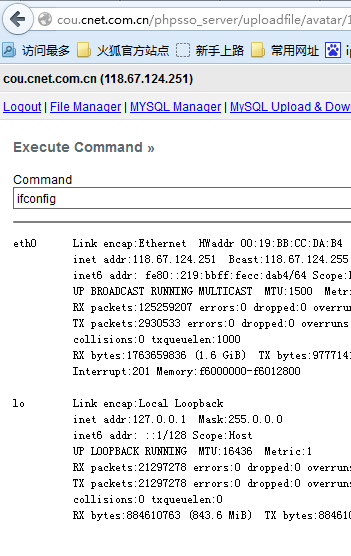 cou.cnet.com.cn/phpsso_server/uploadfile/avatar/1
访问最多 火狐官方站点 新手上路 常用网址
cou.cnet.com.cn (118.67.124.251)
Logout | File Manager | MYSQL Manager | MySQL Upload & Dow
Execute Command »
Command
ifconfig
eth0 Link encap:Ethernet HWaddr 00:19:BB:CC:DA:B4
inet addr:118.67.124.251 Bcast:118.67.124.255
inet6 addr: fe80::219:bbff:fecc:dab4/64 Scope:
UP BROADCAST RUNNING MULTICAST MTU:1500 Metr
RX packets:125259207 errors:0 dropped:0 overrun
TX packets:2930533 errors:0 dropped:0 overruns
collisions:0 txqueuelen:1000
RX bytes:1763659836 (1.6 GiB) TX bytes:9777141
Interrupt:201 Memory:f6000000-f6012800
lo Link encap:Local Loopback
inet addr:127.0.0.1 Mask:255.0.0.0
inet6 addr: ::1/128 Scope:Host
UP LOOPBACK RUNNING MTU:16436 Metric:1
RX packets:21297278 errors:0 dropped:0 overruns
TX packets:21297278 errors:0 dropped:0 overruns
collisions:0 txqueuelen:0
RX bytes:884610763 (843.6 MiB) TX bytes:884610